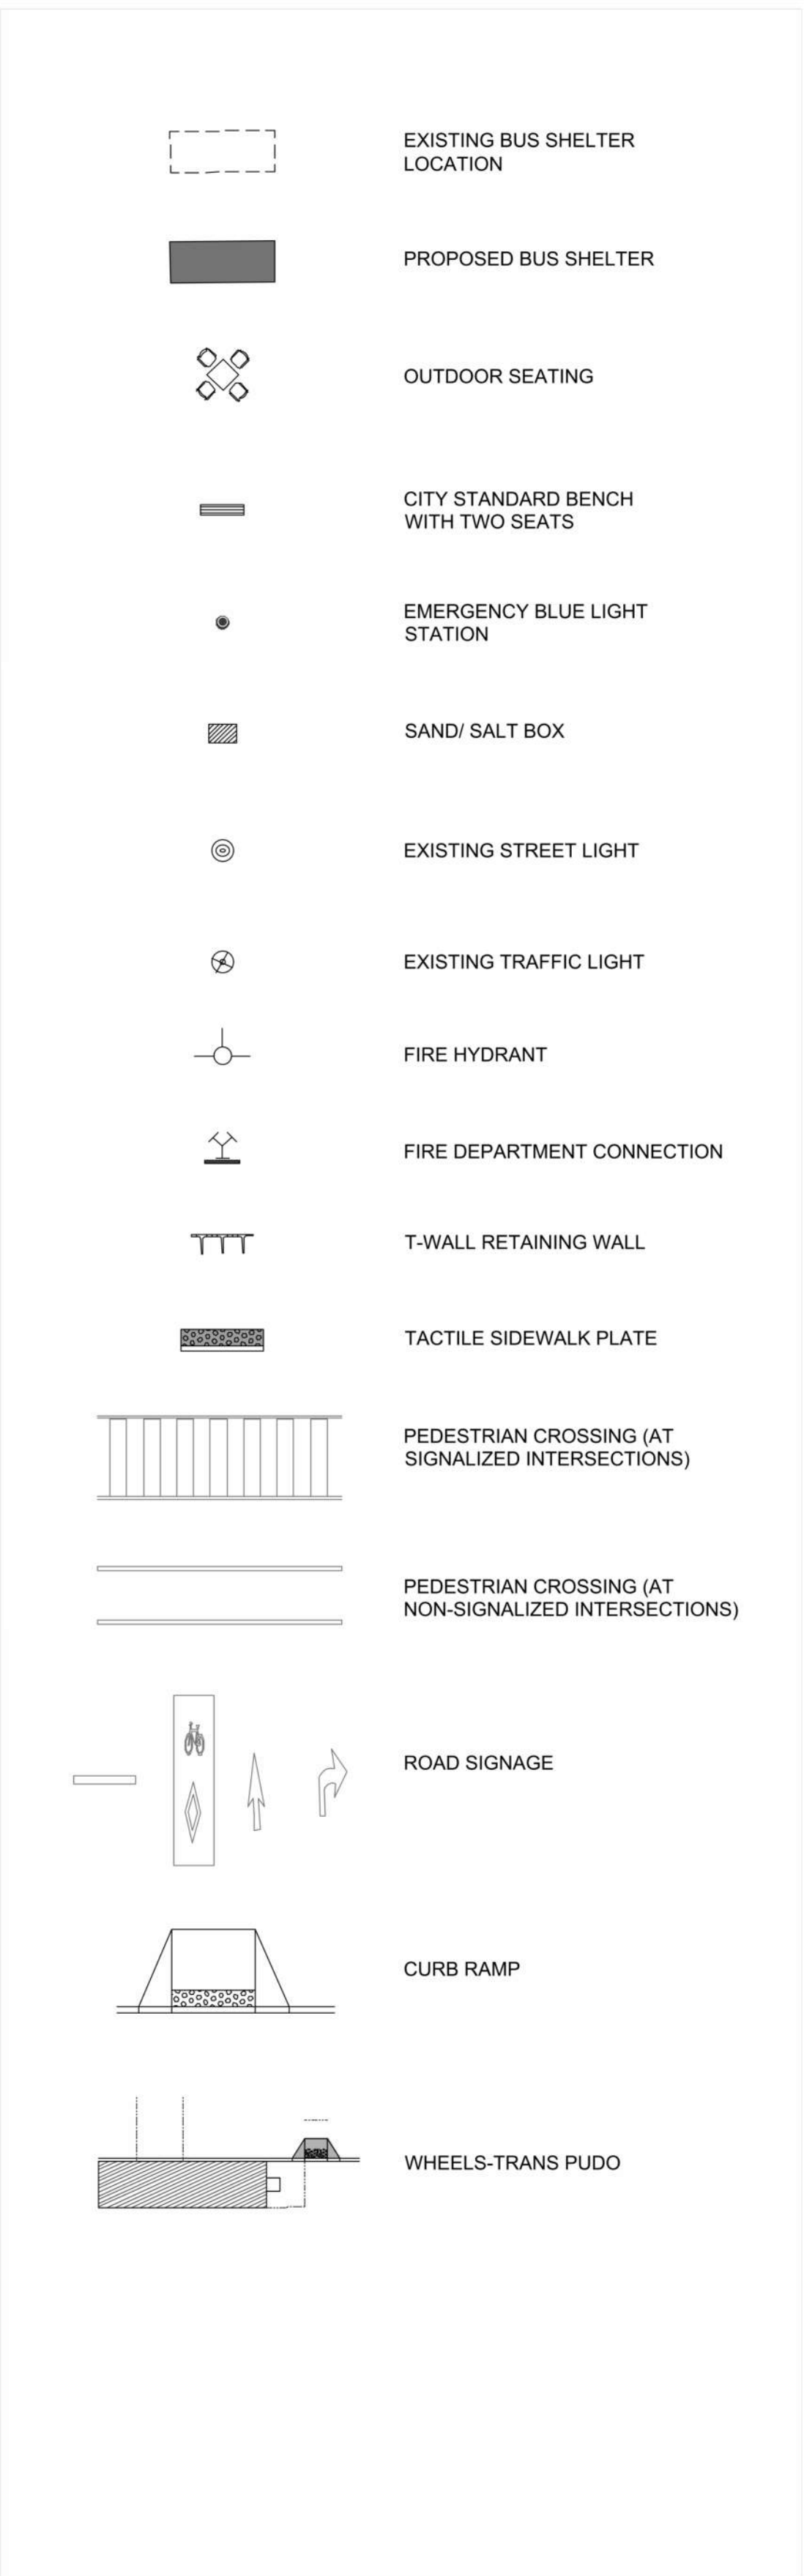 EXISTING BUS SHELTER
LOCATION
PROPOSED BUS SHELTER
OUTDOOR SEATING
CITY STANDARD BENCH
WITH TWO SEATS
EMERGENCY BLUE LIGHT
STATION
SAND/ SALT BOX
EXISTING STREET LIGHT
EXISTING TRAFFIC LIGHT
FIRE HYDRANT
FIRE DEPARTMENT CONNECTION
T-WALL RETAINING WALL
TACTILE SIDEWALK PLATE
PEDESTRIAN CROSSING (AT
SIGNALIZED INTERSECTIONS)
PEDESTRIAN CROSSING (AT
NON-SIGNALIZED INTERSECTIONS)
ROAD SIGNAGE
CURB RAMP
WHEELS-TRANS PUDO